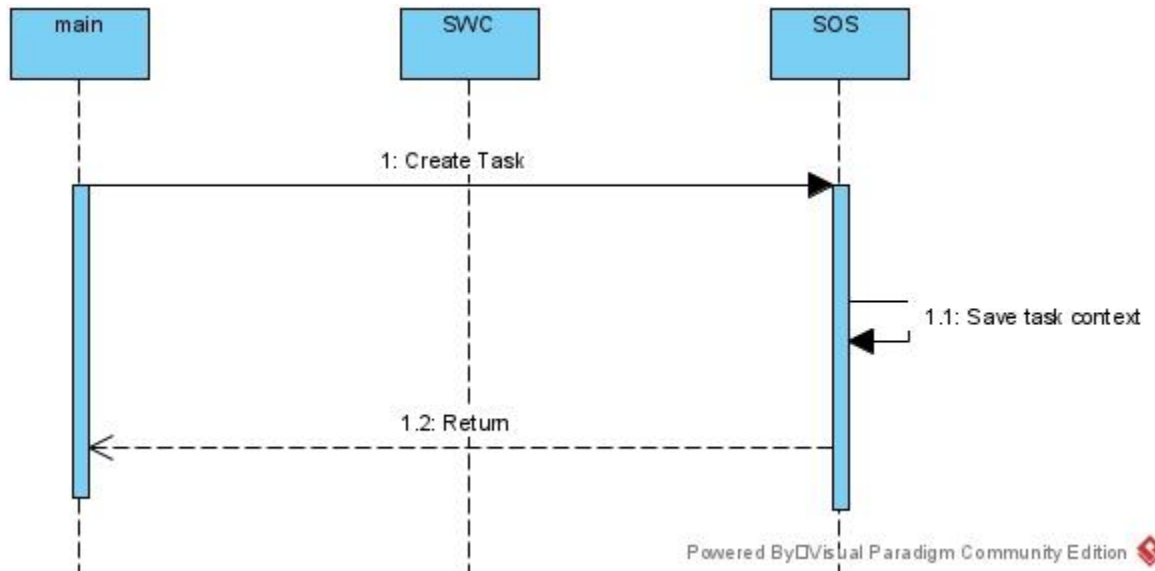 main
SWC
SOS
1: Create Task
1.1: Save task context
1.2: Return
Powered By□Visual Paradigm Community Edition